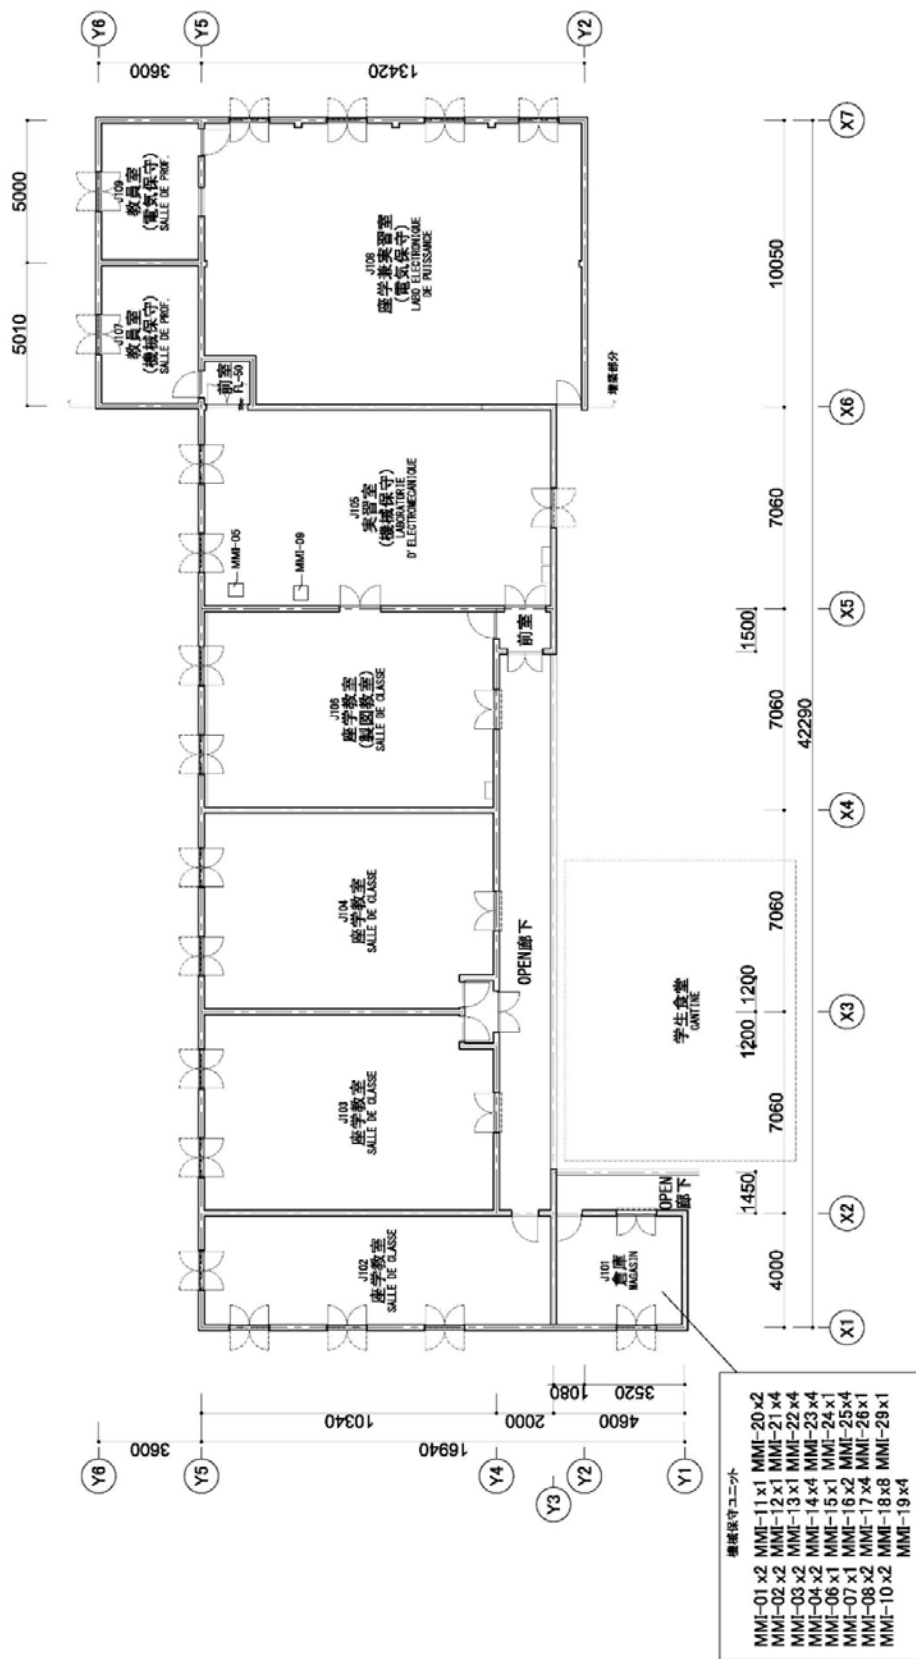 Y6
Y5
Y2
3600
13420
5000
5010
J109
教員室
(電気保守)
SALLE DE PROF.
J107
教員室
(機械保守)
SALLE DE PROF.
J108
座学兼実習室
(電気保守)
LABO ELECTRONIQUE
DE PUISSANCE
前室
FL-50
増築部分
J105
実習室
(機械保守)
LABORATORIE
D'ELECTROMECANIQUE
MMI-05
MMI-09
前室
J106
座学教室
(製図教室)
SALLE DE CLASSE
J104
座学教室
SALLE DE CLASSE
J103
座学教室
SALLE DE CLASSE
J102
座学教室
SALLE DE CLASSE
J101
倉庫
MAGASIN
OPEN廊下
OPEN
廊下
学生食堂
CANTINE
X7
X6
X5
X4
X3
X2
X1
10050
7060
7060
7060
7060
4000
1500
1200
1200
1450
42290
3600
10340
2000
1080
3520
4600
16940
Y6
Y5
Y4
Y3
Y2
Y1
機械保守ユニット
MMI-01 x2 MMI-11 x1 MMI-20 x2
MMI-02 x2 MMI-12 x1 MMI-21 x4
MMI-03 x2 MMI-13 x1 MMI-22 x4
MMI-04 x2 MMI-14 x4 MMI-23 x4
MMI-06 x1 MMI-15 x1 MMI-24 x1
MMI-07 x1 MMI-16 x2 MMI-25 x4
MMI-08 x2 MMI-17 x4 MMI-26 x1
MMI-10 x2 MMI-18 x8 MMI-29 x1
MMI-19 x4